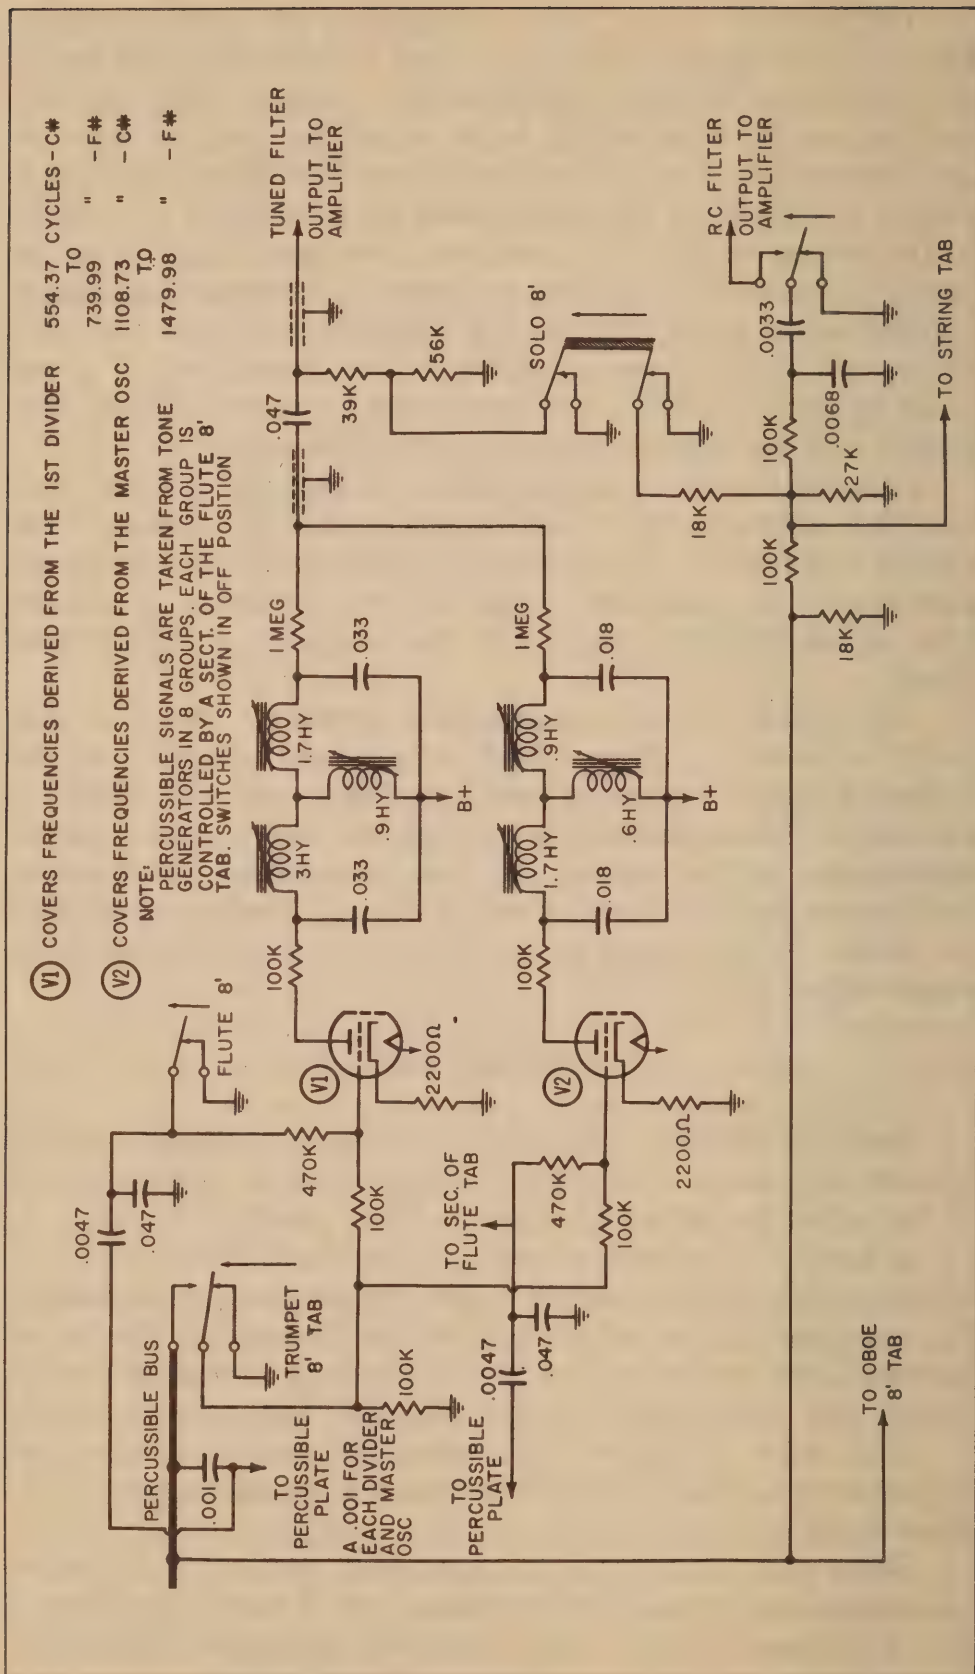 V1 COVERS FREQUENCIES DERIVED FROM THE 1ST DIVIDER 554.37 CYCLES - C#
TO
739.99 " - F#
V2 COVERS FREQUENCIES DERIVED FROM THE MASTER OSC 1108.73 " - C#
TO
1479.98 " - F#
NOTE:
PERCUSSIBLE SIGNALS ARE TAKEN FROM TONE
GENERATORS IN 8 GROUPS. EACH GROUP IS
CONTROLLED BY A SECT. OF THE FLUTE 8'
TAB. SWITCHES SHOWN IN OFF POSITION
.0047
.047
FLUTE 8'
470K
PERCUSSIBLE BUS
TRUMPET
8' TAB
.001
TO
PERCUSSIBLE
PLATE
A .001 FOR
EACH DIVIDER
AND MASTER
OSC
100K
100K
V1
2200Ω
100K
3HY
1.7HY
.9HY
.033
.033
B+
1 MEG
.047
TUNED FILTER
OUTPUT TO
AMPLIFIER
39K
56K
TO SEC. OF
FLUTE TAB
470K
100K
TO
PERCUSSIBLE
PLATE
.0047
.047
V2
2200Ω
100K
1.7HY
.9HY
.6HY
.018
.018
B+
1 MEG
SOLO 8'
18K
RC FILTER
OUTPUT TO
AMPLIFIER
.0033
.0068
100K
27K
100K
18K
TO STRING TAB
TO OBOE
8' TAB